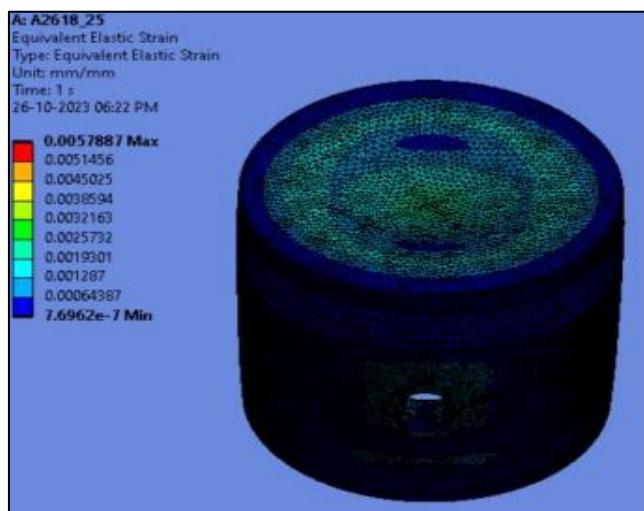 A: A2618_25
Equivalent Elastic Strain
Type: Equivalent Elastic Strain
Unit: mm/mm
Time: 1 s
26-10-2023 06:22 PM
0.0057887 Max
0.0051456
0.0045025
0.0038594
0.0032163
0.0025732
0.0019301
0.001287
0.00064387
7.6962e-7 Min